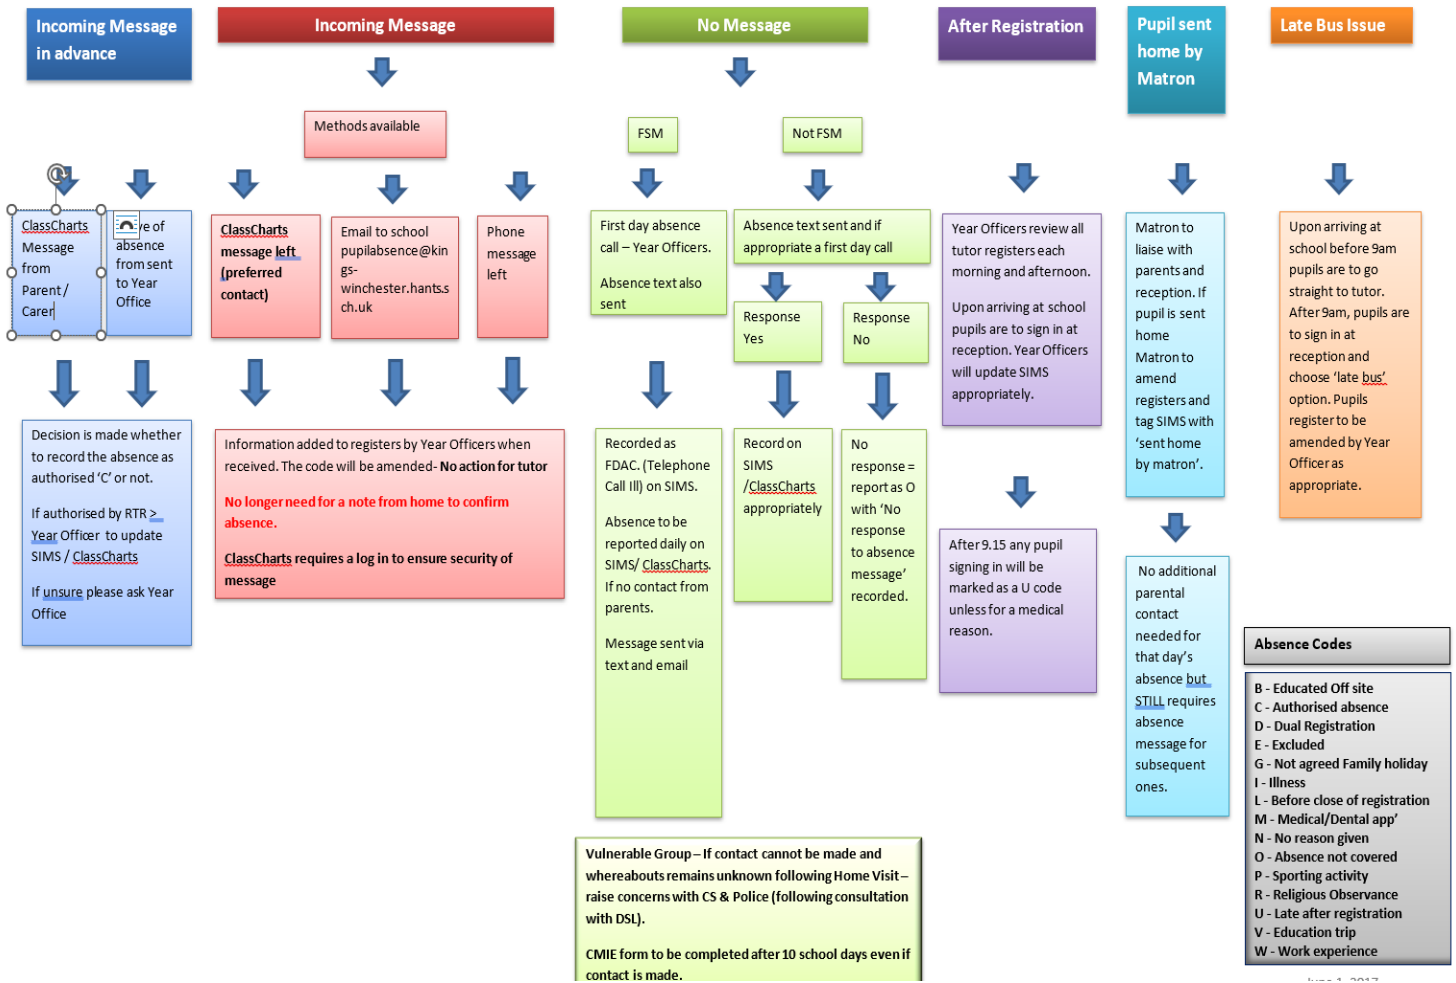 Incoming Message
in advance
Incoming Message
No Message
After Registration
Pupil sent
home by
Matron
Late Bus Issue
Methods available
FSM
Not FSM
ClassCharts
Message
from
Parent /
Carer
ve of
absence
from sent
to Year
Office
ClassCharts
message left
(preferred
contact)
Email to school
pupilabsence@kin
gs-
winchester.hants.s
ch.uk
Phone
message
left
First day absence
call – Year Officers.
Absence text also
sent
Absence text sent and if
appropriate a first day call
Response
Yes
Response
No
Year Officers review all
tutor registers each
morning and afternoon.
Upon arriving at school
pupils are to sign in at
reception. Year Officers
will update SIMS
appropriately.
Matron to
liaise with
parents and
reception. If
pupil is sent
home
Matron to
amend
registers and
tag SIMS with
‘sent home
by matron’.
Upon arriving at
school before 9am
pupils are to go
straight to tutor.
After 9am, pupils are
to sign in at
reception and
choose ‘late bus’
option. Pupils
register to be
amended by Year
Officer as
appropriate.
Decision is made whether
to record the absence as
authorised ‘C’ or not.
If authorised by RTR >
Year Officer to update
SIMS / ClassCharts
If unsure please ask Year
Office
Information added to registers by Year Officers when
received. The code will be amended- No action for tutor
No longer need for a note from home to confirm
absence.
ClassCharts requires a log in to ensure security of
message
Recorded as
FDAC. (Telephone
Call Ill) on SIMS.
Absence to be
reported daily on
SIMS/ ClassCharts.
If no contact from
parents.
Message sent via
text and email
Record on
SIMS
/ClassCharts
appropriately
No
response =
report as O
with ‘No
response
to absence
message’
recorded.
After 9.15 any pupil
signing in will be
marked as a U code
unless for a medical
reason.
No additional
parental
contact
needed for
that day’s
absence but
STILL requires
absence
message for
subsequent
ones.
Vulnerable Group – If contact cannot be made and
whereabouts remains unknown following Home Visit –
raise concerns with CS & Police (following consultation
with DSL).
CMIE form to be completed after 10 school days even if
contact is made.
Absence Codes
B - Educated Off site
C - Authorised absence
D - Dual Registration
E - Excluded
G - Not agreed Family holiday
I - Illness
L - Before close of registration
M - Medical/Dental app’
N - No reason given
O - Absence not covered
P - Sporting activity
R - Religious Observance
U - Late after registration
V - Education trip
W - Work experience
June 1, 2017